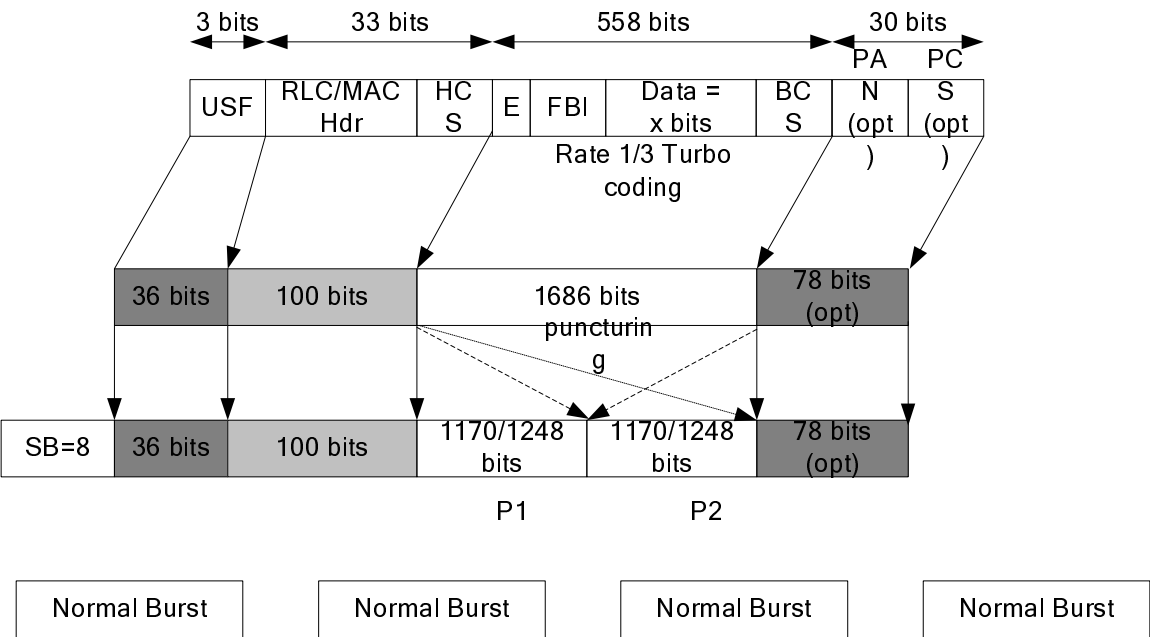 3 bits 33 bits 558 bits 30 bits
USF RLC/MAC Hdr HC S E FBI Data = x bits BC S PA N (opt ) PC S (opt )
Rate 1/3 Turbo
coding
36 bits 100 bits 1686 bits 78 bits (opt)
puncturin
g
SB=8 36 bits 100 bits 1170/1248 bits 1170/1248 bits 78 bits (opt)
P1 P2
Normal Burst Normal Burst Normal Burst Normal Burst